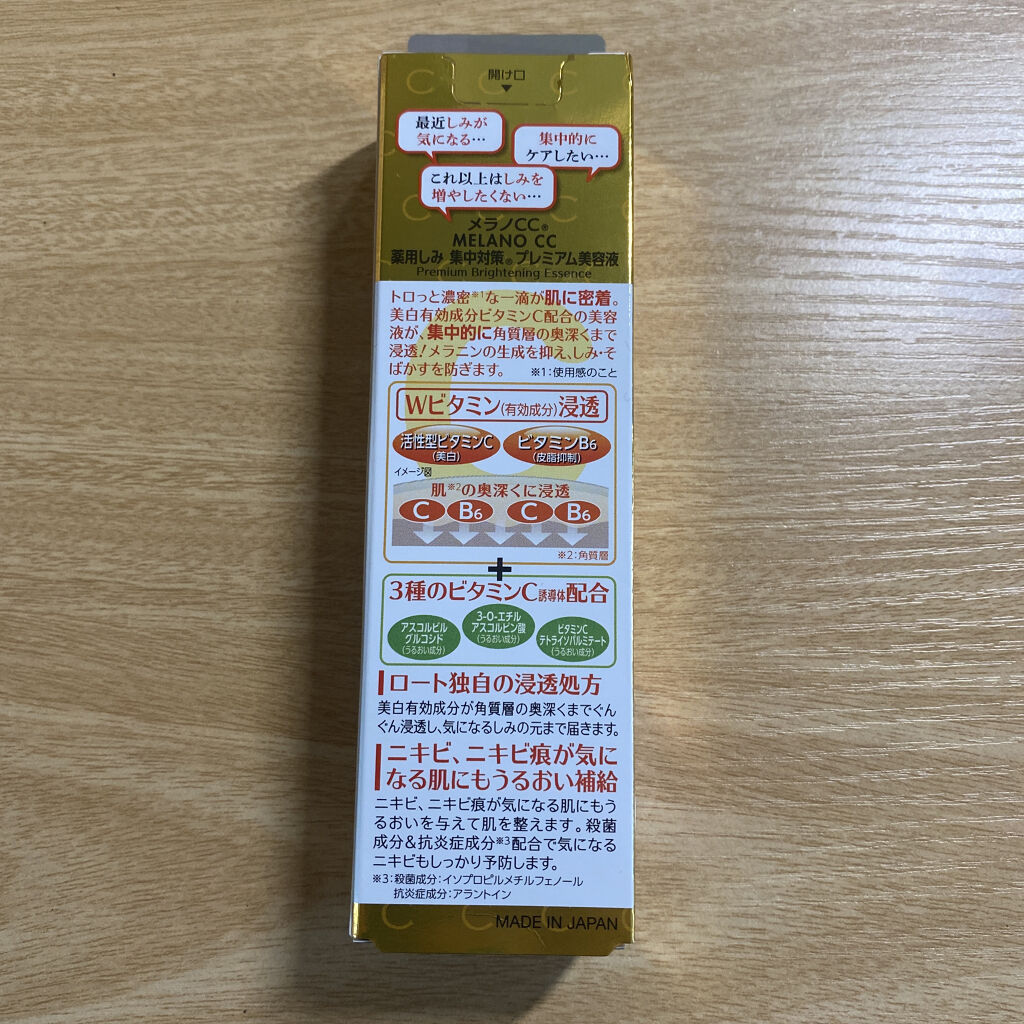 開け口
▼
最近しみが
気になる…
集中的に
ケアしたい…
これ以上はしみを
増やしたくない…
メラノCC®
MELANO CC
薬用しみ 集中対策® プレミアム美容液
Premium Brightening Essence
トロっと濃密※1な一滴が肌に密着。
美白有効成分ビタミンC配合の美容
液が、集中的に角質層の奥深くまで
浸透!メラニンの生成を抑え、しみ・そ
ばかすを防ぎます。 ※1:使用感のこと
Wビタミン(有効成分)浸透
活性型ビタミンC
(美白)
ビタミンB6
(皮脂抑制)
イメージ図
肌※2の奥深くに浸透
C B6 C B6
※2:角質層
+
3種のビタミンC誘導体配合
アスコルビル
グルコシド
(うるおい成分)
3-O-エチル
アスコルビン酸
(うるおい成分)
ビタミンC
テトライソパルミテート
(うるおい成分)
ロート独自の浸透処方
美白有効成分が角質層の奥深くまでぐん
ぐん浸透し、気になるしみの元まで届きます。
ニキビ、ニキビ痕が気に
なる肌にもうるおい補給
ニキビ、ニキビ痕が気になる肌にもう
るおいを与えて肌を整えます。殺菌
成分&抗炎症成分※3配合で気になる
ニキビもしっかり予防します。
※3:殺菌成分:イソプロピルメチルフェノール
抗炎症成分:アラントイン
MADE IN JAPAN